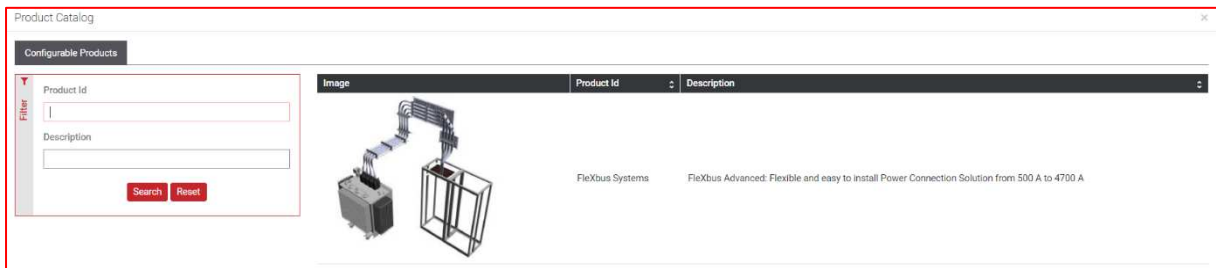 Product Catalog
×
Configurable Products
Filter
Product Id
Description
Search Reset
Image Product Id Description
FleXbus Systems FleXbus Advanced: Flexible and easy to install Power Connection Solution from 500 A to 4700 A